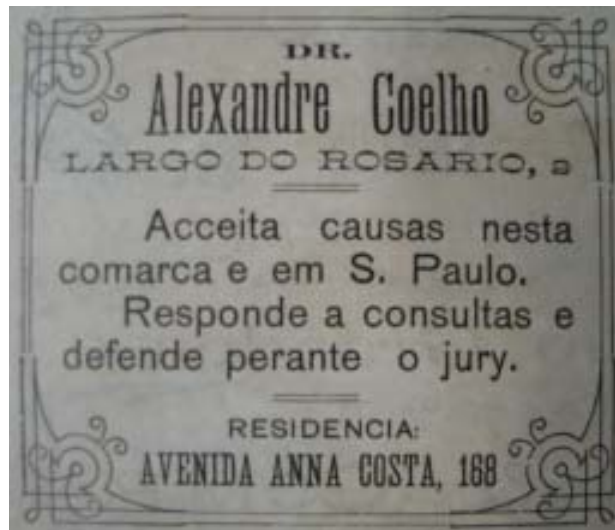 DR.
Alexandre Coelho
LARGO DO ROSARIO,
Acceita causas nesta
comarca e em S. Paulo.
Responde a consultas e
defende perante o jury.
RESIDENCIA:
AVENIDA ANNA COSTA, 168